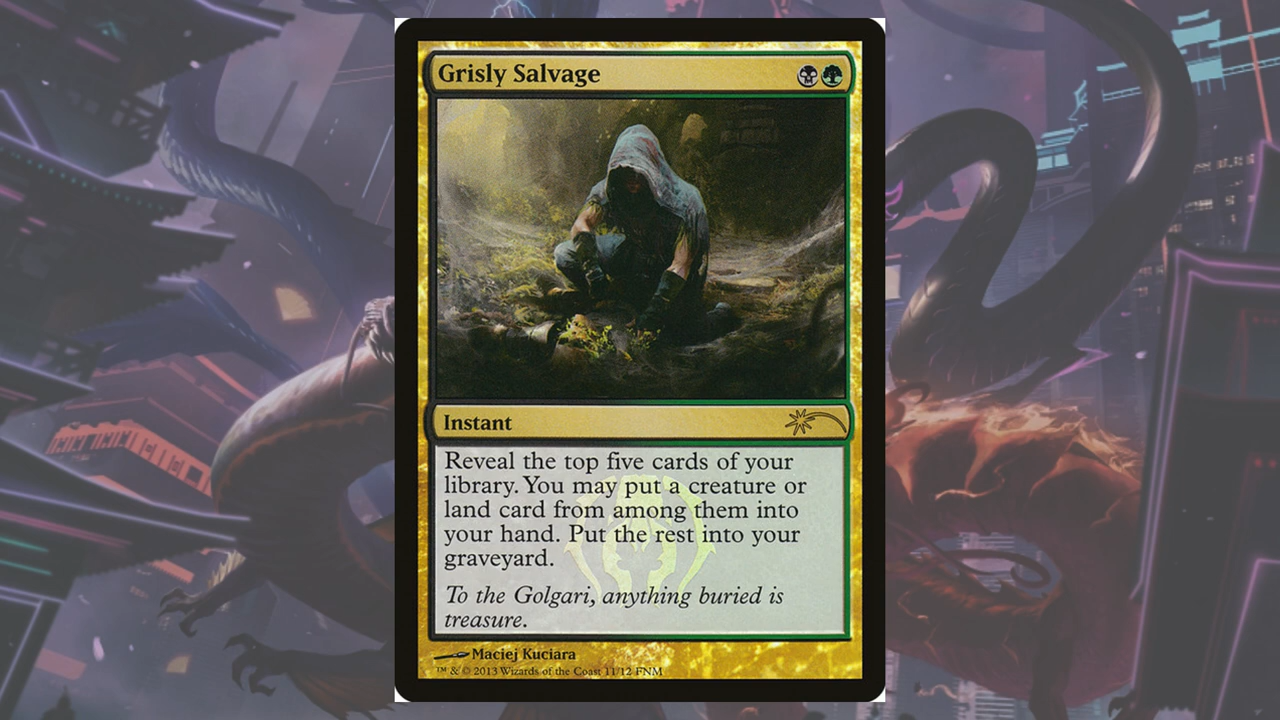 Grisly Salvage
Instant
Reveal the top five cards of your
library. You may put a creature or
land card from among them into
your hand. Put the rest into your
graveyard.
To the Golgari, anything buried is
treasure.
Maciej Kuciara
™ & © 2013 Wizards of the Coast 11/12 FNM